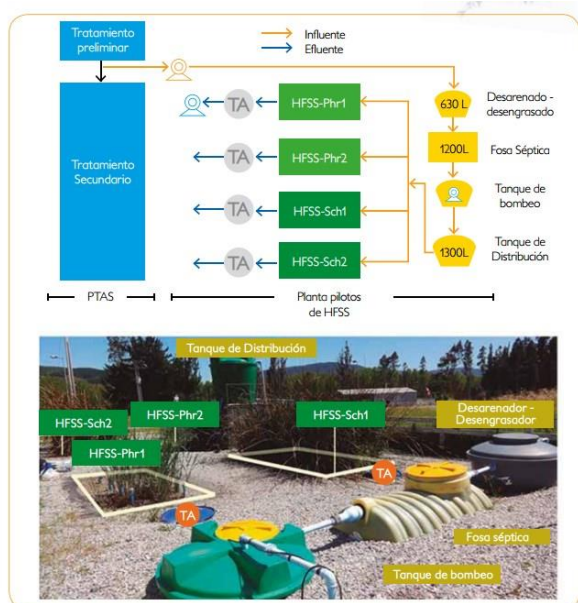 Tratamiento
preliminar
Influente
Efluente
TA
HFSS-Phr1
630 L
Desarenado -
desengrasado
TA
HFSS-Phr2
1200L
Fosa Séptica
Tratamiento
Secundario
TA
HFSS-Sch1
Tanque de
bombeo
TA
HFSS-Sch2
1300L
Tanque de
Distribución
PTAS
Planta pilotos
de HFSS
Tanque de Distribución
HFSS-Sch2
HFSS-Phr2
HFSS-Sch1
Desarenador -
Desengrasador
HFSS-Phr1
TA
TA
Fosa séptica
Tanque de bombeo